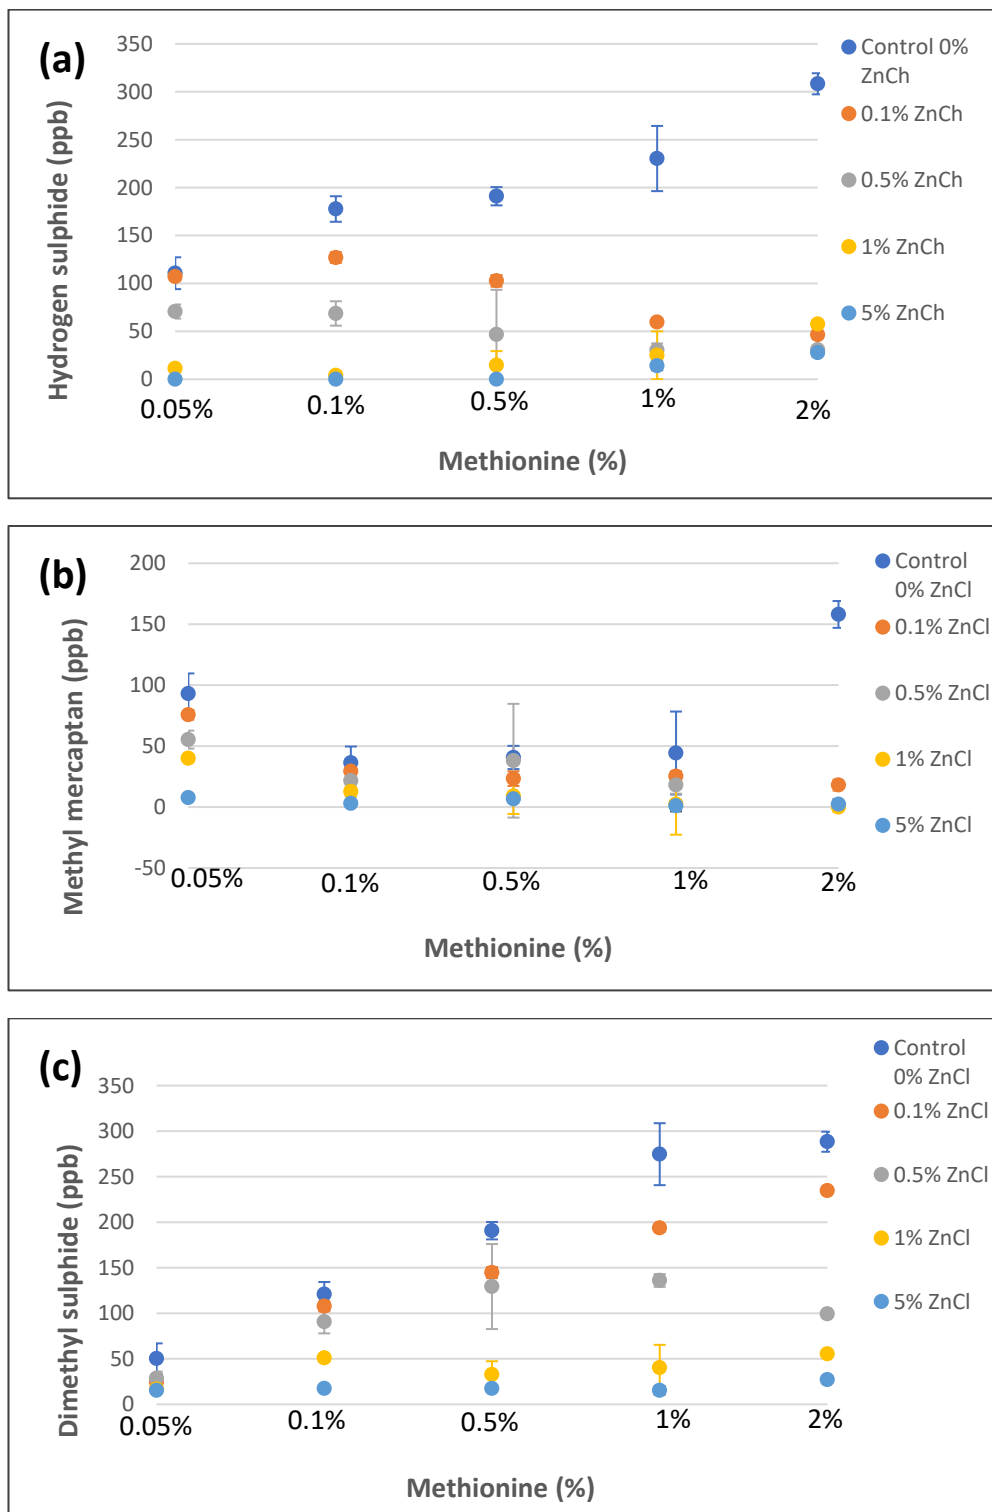 (a)
Hydrogen sulphide (ppb)
350
300
250
200
150
100
50
0
0.05% 0.1% 0.5% 1% 2%
Methionine (%)
Control 0%
ZnCh
0.1% ZnCh
0.5% ZnCh
1% ZnCh
5% ZnCh
(b)
Methyl mercaptan (ppb)
200
150
100
50
0
-50
0.05% 0.1% 0.5% 1% 2%
Methionine (%)
Control
0% ZnCl
0.1% ZnCl
0.5% ZnCl
1% ZnCl
5% ZnCl
(c)
Dimethyl sulphide (ppb)
350
300
250
200
150
100
50
0
0.05% 0.1% 0.5% 1% 2%
Methionine (%)
Control
0% ZnCl
0.1% ZnCl
0.5% ZnCl
1% ZnCl
5% ZnCl